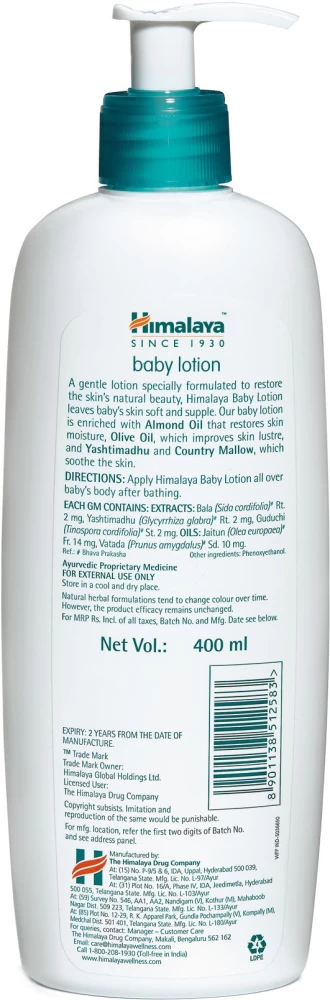 Himalaya™
SINCE 1930
baby lotion
A gentle lotion specially formulated to restore
the skin's natural beauty, Himalaya Baby Lotion
leaves baby's skin soft and supple. Our baby lotion
is enriched with Almond Oil that restores skin
moisture, Olive Oil, which improves skin lustre,
and Yashtimadhu and Country Mallow, which
soothe the skin.
DIRECTIONS: Apply Himalaya Baby Lotion all over
baby's body after bathing.
EACH GM CONTAINS: EXTRACTS: Bala (Sida cordifolia)# Rt.
2 mg, Yashtimadhu (Glycyrrhiza glabra)# Rt. 2 mg, Guduchi
(Tinospora cordifolia)# St. 2 mg. OILS: Jaitun (Olea europaea)#
Fr. 14 mg, Vatada (Prunus amygdalus)# Sd. 10 mg.
Ref.: # Bhava Prakasha Other ingredients: Phenoxyethanol.
Ayurvedic Proprietary Medicine
FOR EXTERNAL USE ONLY
Store in a cool and dry place.
Natural herbal formulations tend to change colour over time.
However, the product efficacy remains unchanged.
For MRP Rs. Incl. of all taxes, Batch No. and Mfg. Date see below.
Net Vol.: 400 ml
8 901138 512583 >
EXPIRY: 2 YEARS FROM THE DATE OF
MANUFACTURE.
™ Trade Mark
Trade Mark Owner:
Himalaya Global Holdings Ltd.
Licensed User:
The Himalaya Drug Company
Copyright subsists. Imitation and
reproduction of the same would be punishable.
For mfg. location, refer the first two digits of Batch No.
and see address panel.
Manufactured by:
The Himalaya Drug Company
At: (15) No. P-9/5 & 6, IDA, Uppal, Hyderabad 500 039,
Telangana State. Mfg. Lic. No. L-97/Ayur
At: (31) Plot No. 16/A, Phase IV, IDA, Jeedimetla, Hyderabad
500 055, Telangana State. Mfg. Lic. No. L-103/Ayur
At: (59) Survey No. 546, AA1, AA2, Nandigam (V), Kothur (M), Mahaboob
Nagar Dist. 509 223, Telangana State. Mfg. Lic. No. L-133/Ayur
At: (85) Plot No. 12-29, R. K. Apparel Park, Gundla Pochampally (V), Kompally (M),
Medchal Dist. 501 401, Telangana State. Mfg. Lic. No. L-180/Ayur
For queries, contact: Manager – Customer Care
The Himalaya Drug Company, Makali, Bengaluru 562 162
Email: care@himalayawellness.com
Call 1-800-208-1930 (Toll-free in India)
www.himalayawellness.com
4
LDPE